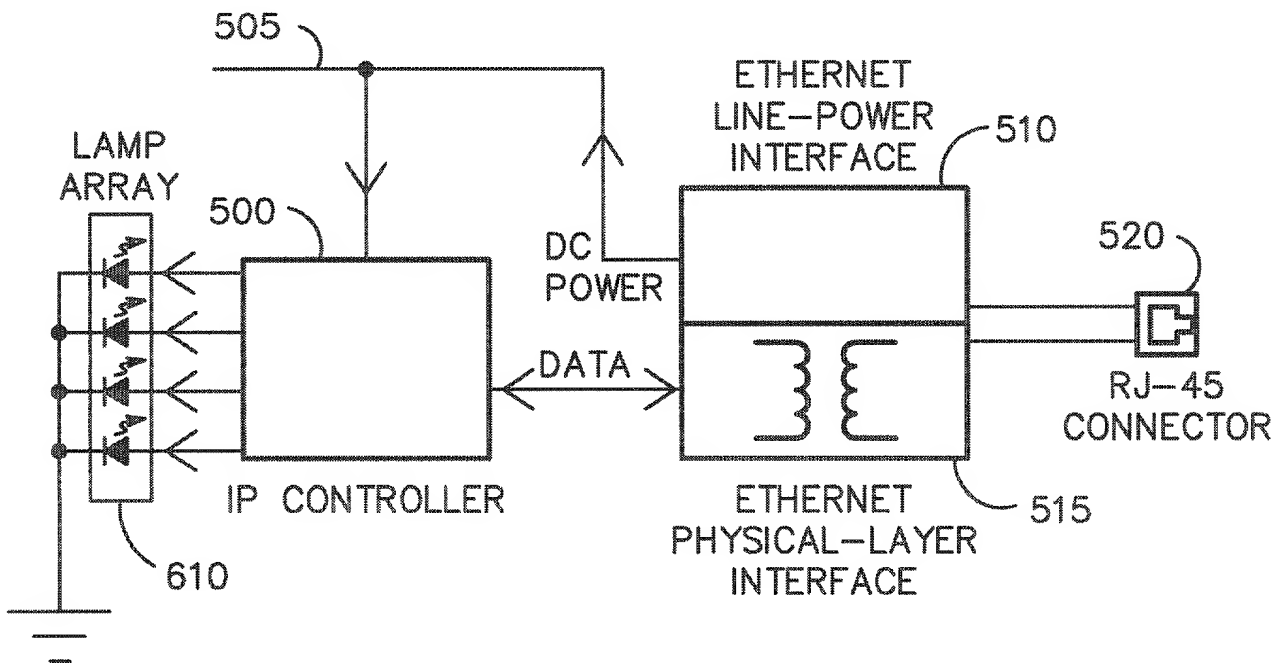 505
ETHERNET
LINE-POWER
INTERFACE
510
LAMP
ARRAY
500
DC
POWER
520
DATA
RJ-45
CONNECTOR
IP CONTROLLER
ETHERNET
PHYSICAL-LAYER
INTERFACE
515
610